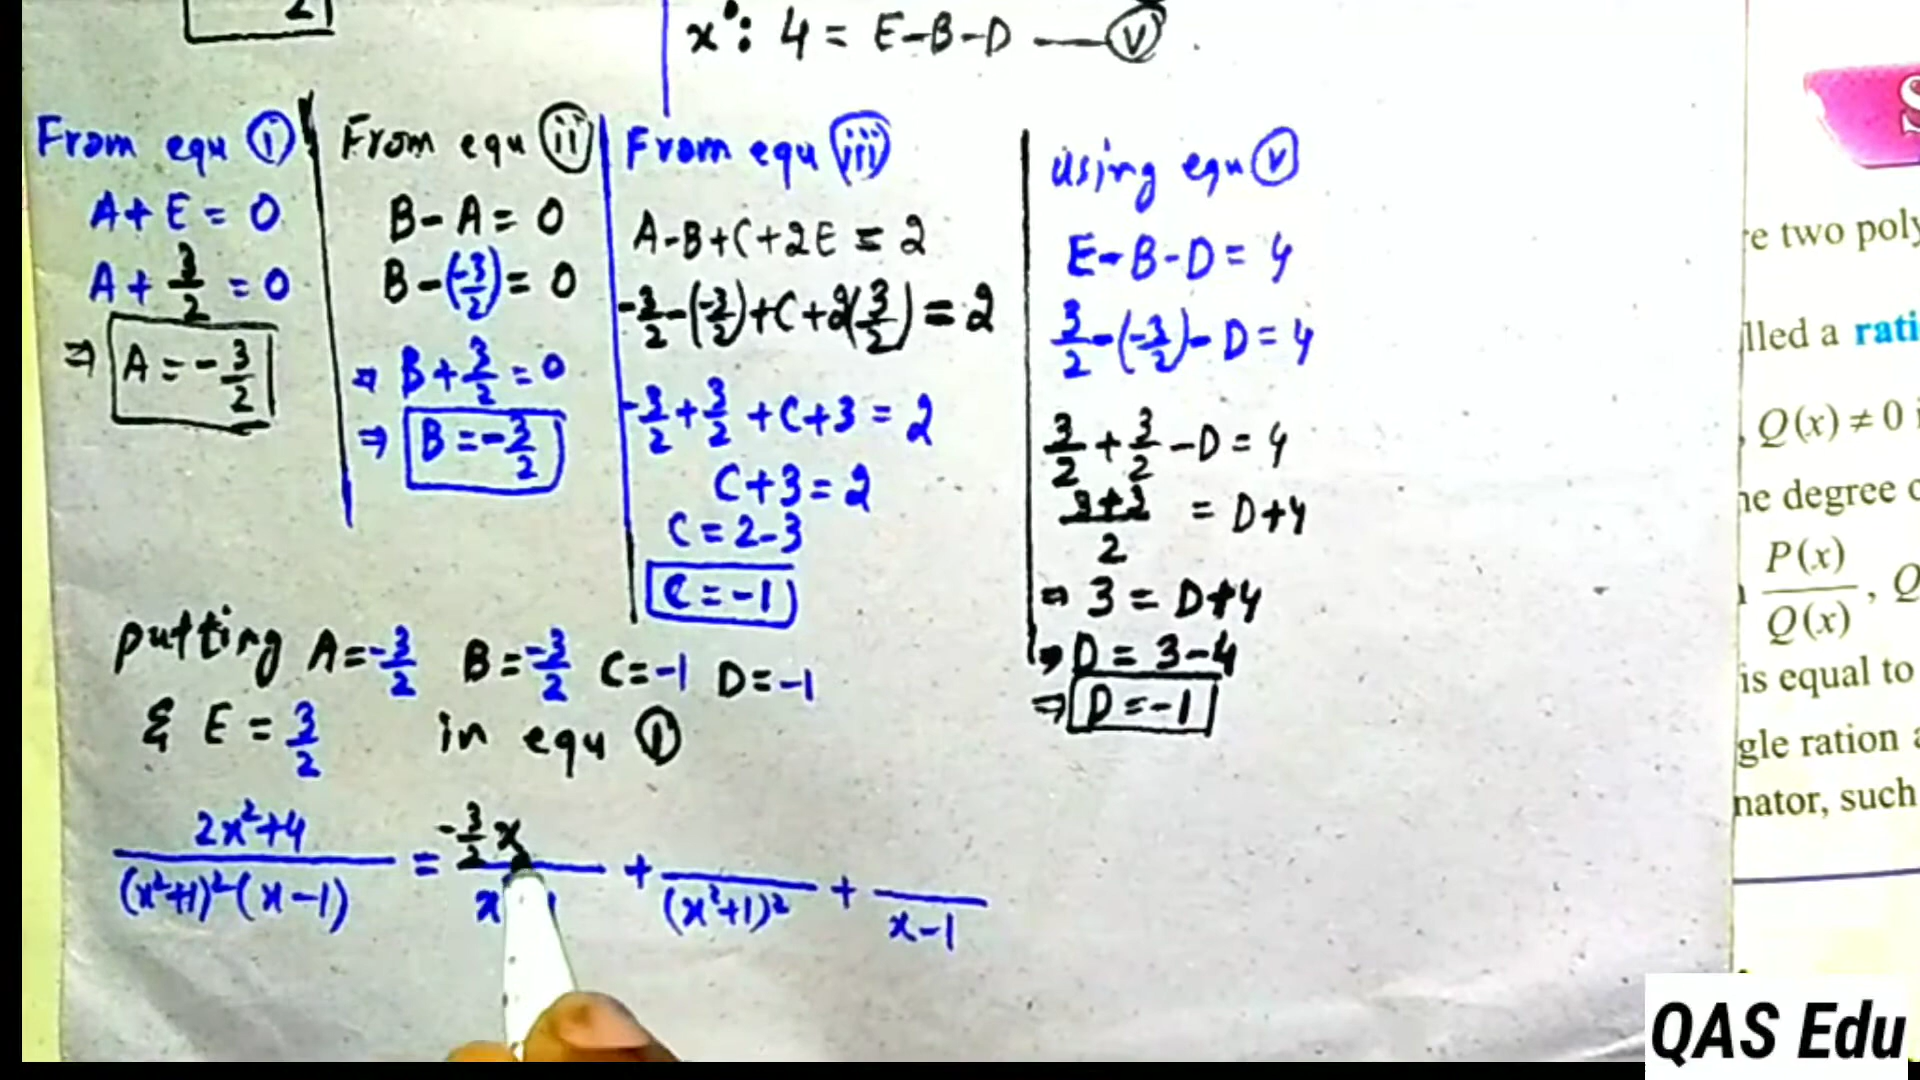 2
x⁰: 4 = E-B-D —(v)
From equ (i)
A+E=0
A+3/2=0
⇒ A=-3/2
From equ (ii)
B-A=0
B-(-3/2)=0
⇒ B+3/2=0
⇒ B=-3/2
From equ (iii)
A-B+C+2E=2
-3/2-(-3/2)+C+2(3/2)=2
-3/2+3/2+C+3=2
C+3=2
C=2-3
C=-1
using equ (v)
E-B-D=4
3/2-(-3/2)-D=4
3/2+3/2-D=4
3+3/2 =D+4
⇒ 3=D+4
⇒ D=3-4
⇒ D=-1
putting A=-3/2 B=-3/2 C=-1 D=-1
& E=3/2 in equ (1)
2x²+4/(x²+1)²(x-1) = -3/2x/x + /(x²+1)² + /x-1
S
e two poly
lled a rati
, Q(x) ≠ 0 i
he degree o
P(x)/Q(x), Q
is equal to
gle ration a
nator, such
QAS Edu